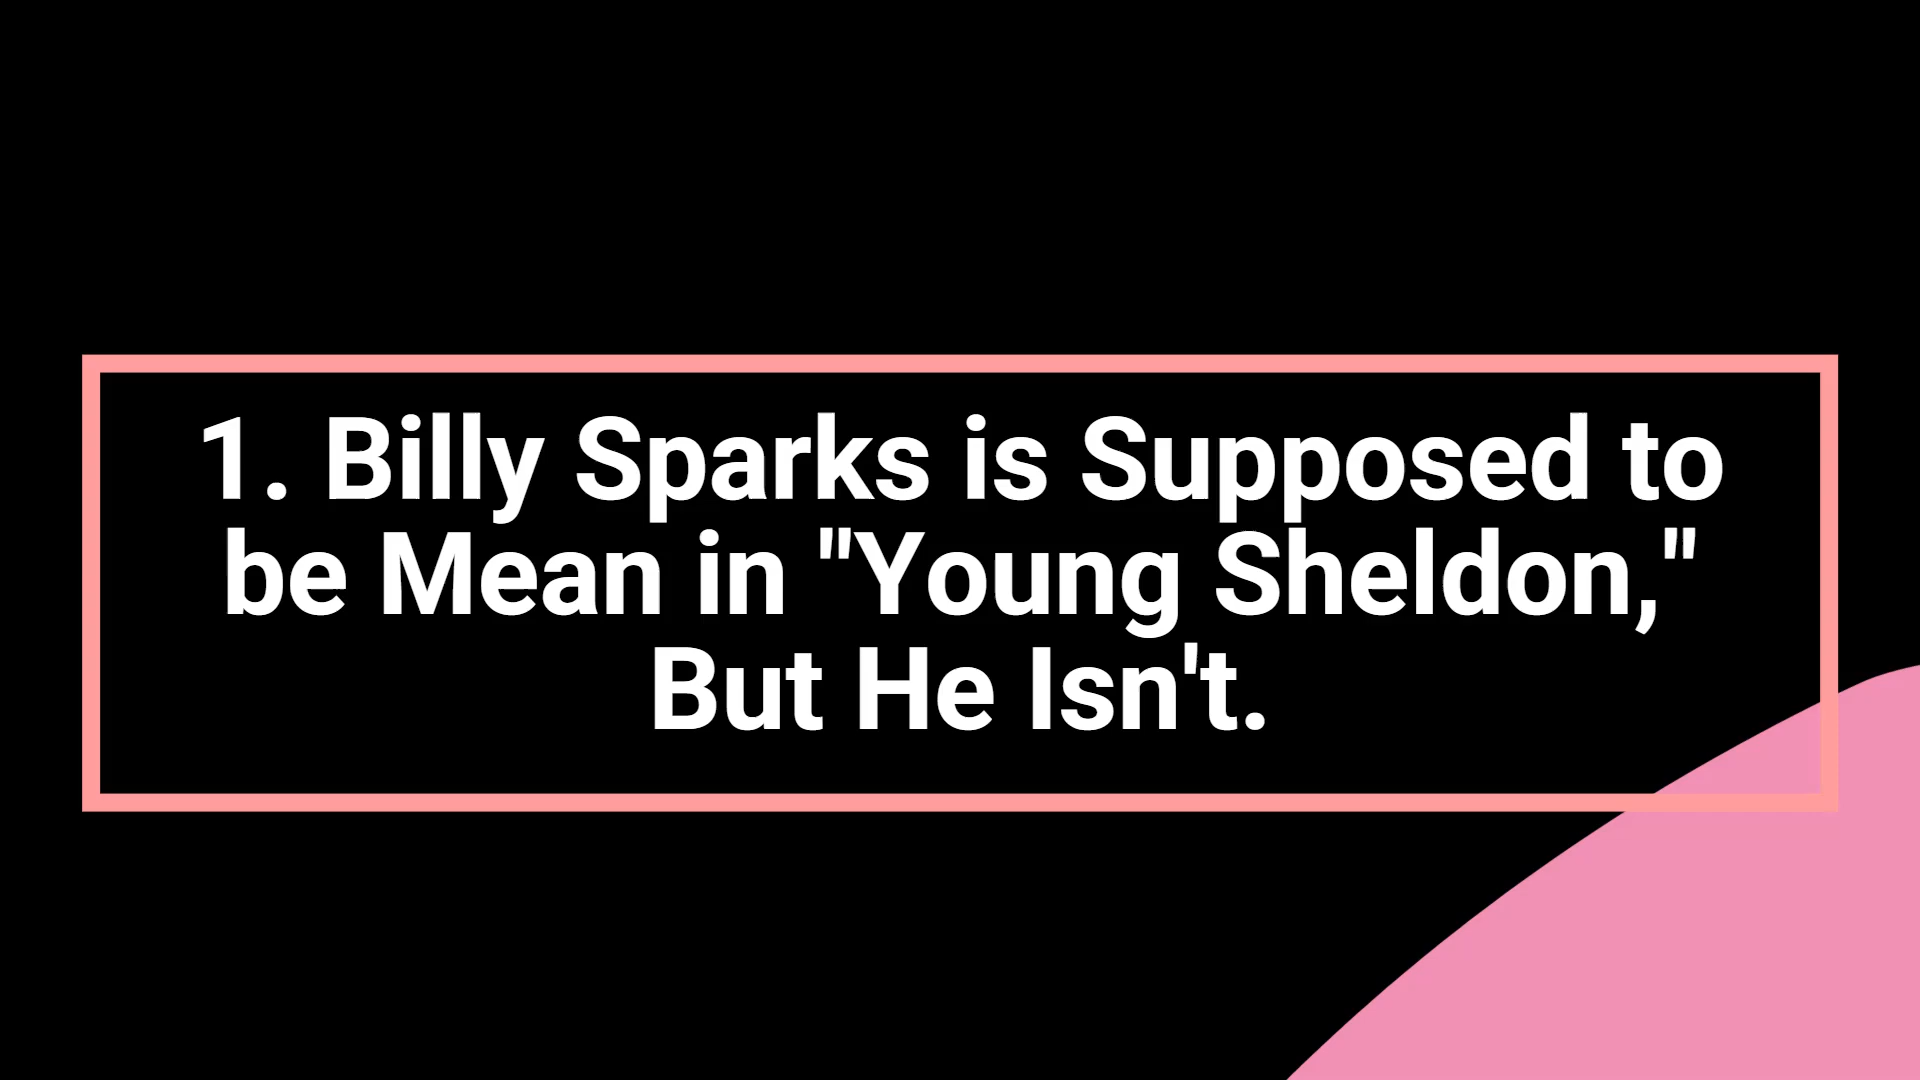 1. Billy Sparks is Supposed to
be Mean in "Young Sheldon,"
But He Isn't.